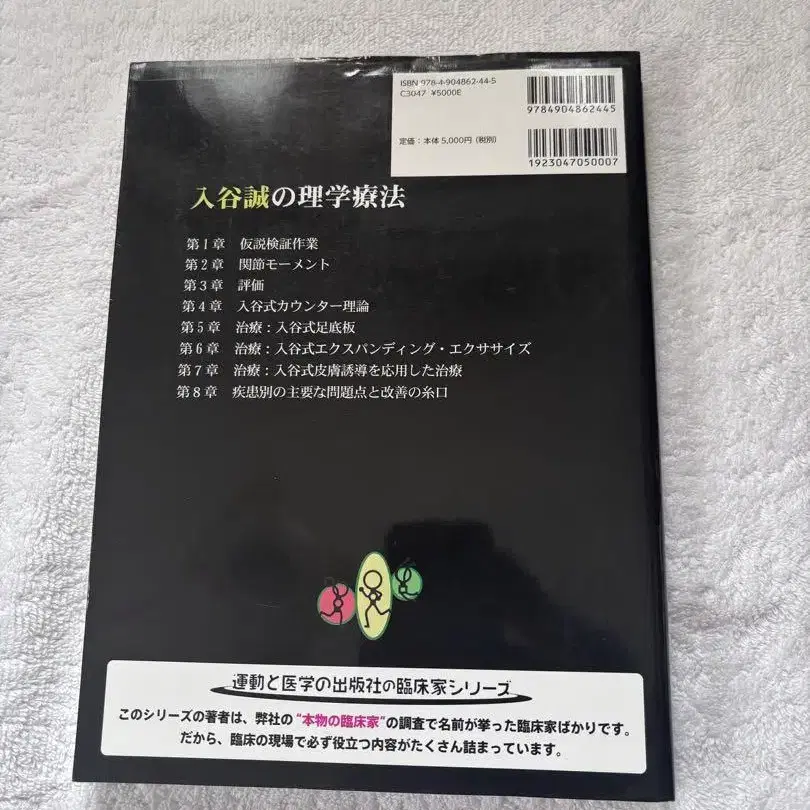 ISBN 978-4-904862-44-5
C3047 ¥5000E
9784904862445
定価：本体 5,000円（税別）
1923047050007
入谷誠の理学療法
第1章 仮説検証作業
第2章 関節モーメント
第3章 評価
第4章 入谷式カウンター理論
第5章 治療：入谷式足底板
第6章 治療：入谷式エクスパンディング・エクササイズ
第7章 治療：入谷式皮膚誘導を応用した治療
第8章 疾患別の主要な問題点と改善の糸口
運動と医学の出版社の臨床家シリーズ
このシリーズの著者は、弊社の“本物の臨床家”の調査で名前が挙った臨床家ばかりです。
だから、臨床の現場で必ず役立つ内容がたくさん詰まっています。